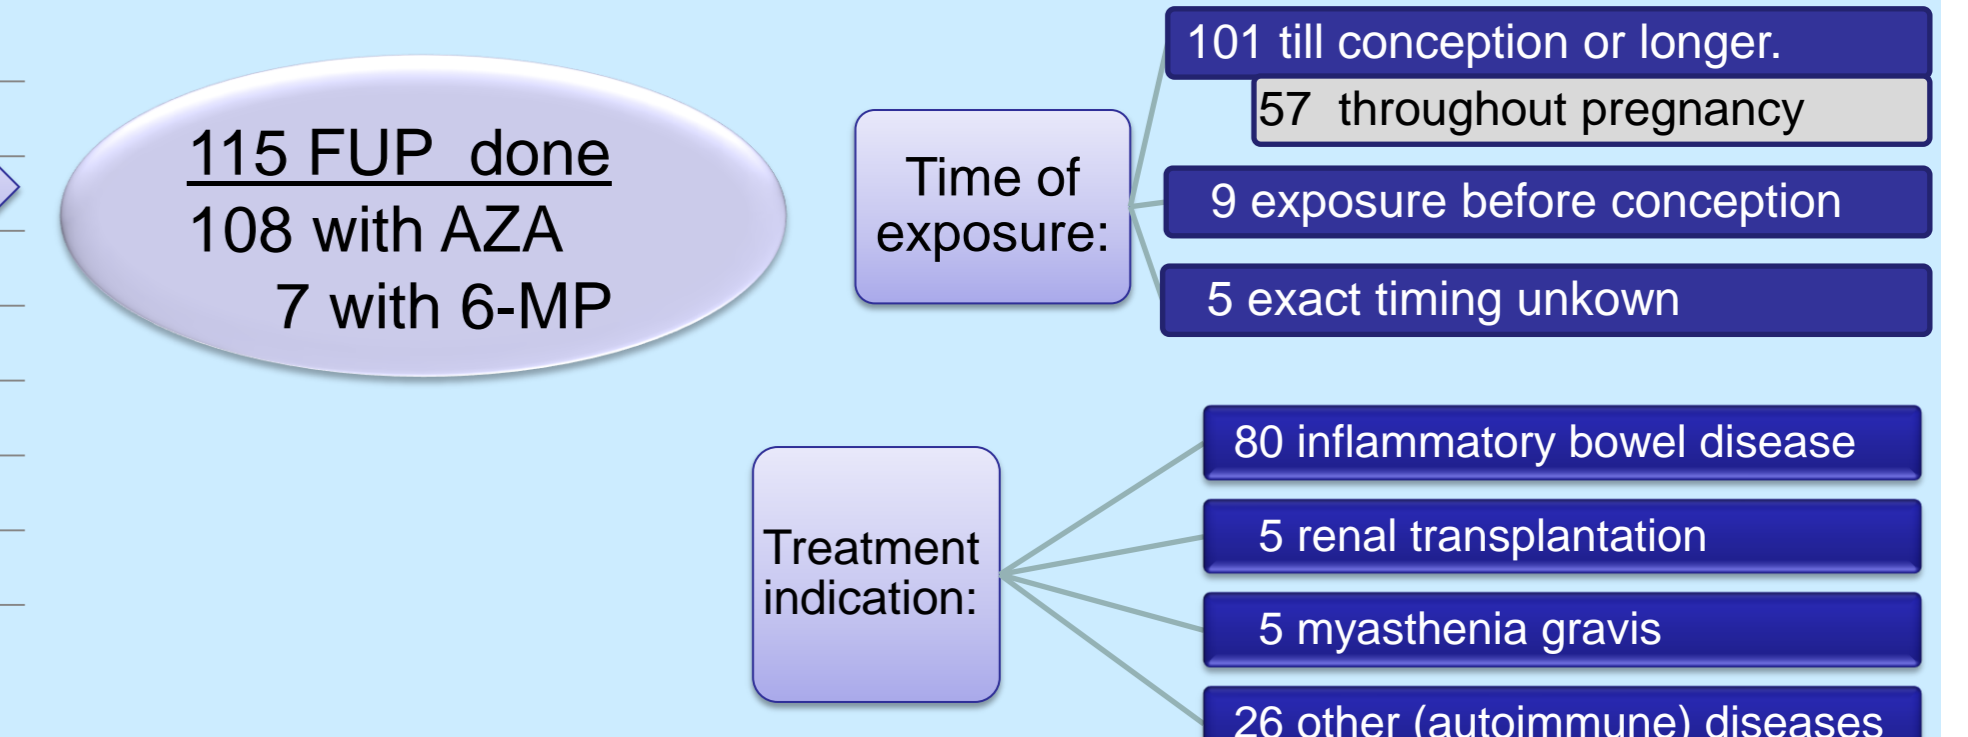 115 FUP done
108 with AZA
7 with 6-MP
Time of
exposure:
101 till conception or longer.
57 throughout pregnancy
9 exposure before conception
5 exact timing unkown
Treatment
indication:
80 inflammatory bowel disease
5 renal transplantation
5 myasthenia gravis
26 other (autoimmune) diseases